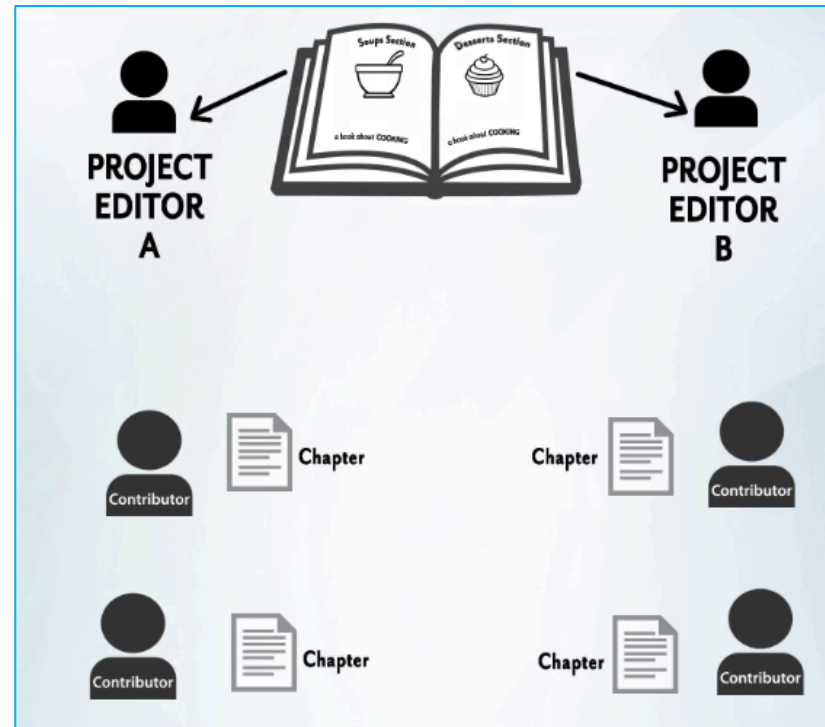 Soups Section
Desserts Section
a book about COOKING
a book about COOKING
PROJECT
EDITOR
A
PROJECT
EDITOR
B
Contributor
Chapter
Chapter
Contributor
Contributor
Chapter
Chapter
Contributor